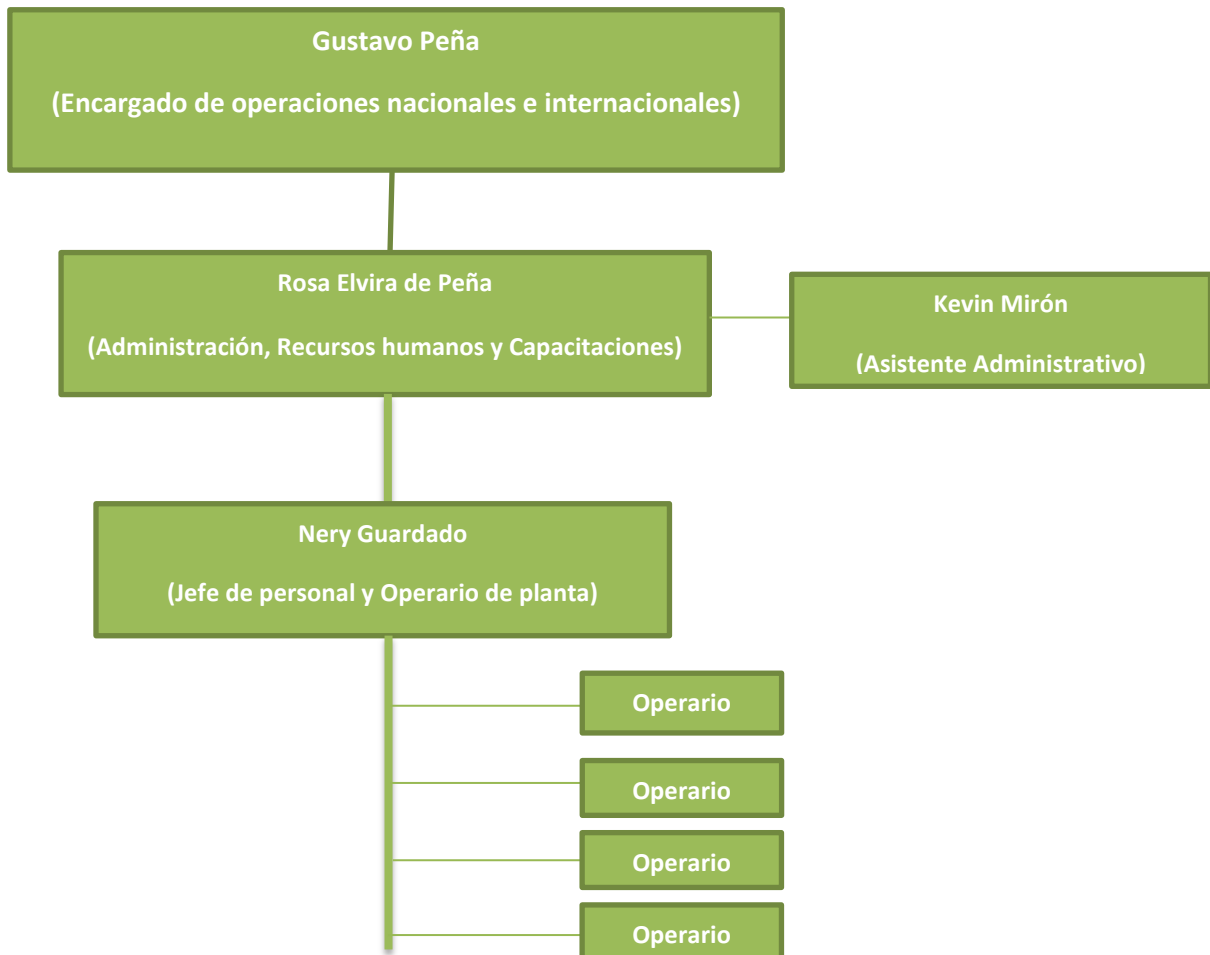 Gustavo Peña
(Encargado de operaciones nacionales e internacionales)
Rosa Elvira de Peña
(Administración, Recursos humanos y Capacitaciones)
Kevin Mirón
(Asistente Administrativo)
Nery Guardado
(Jefe de personal y Operario de planta)
Operario
Operario
Operario
Operario